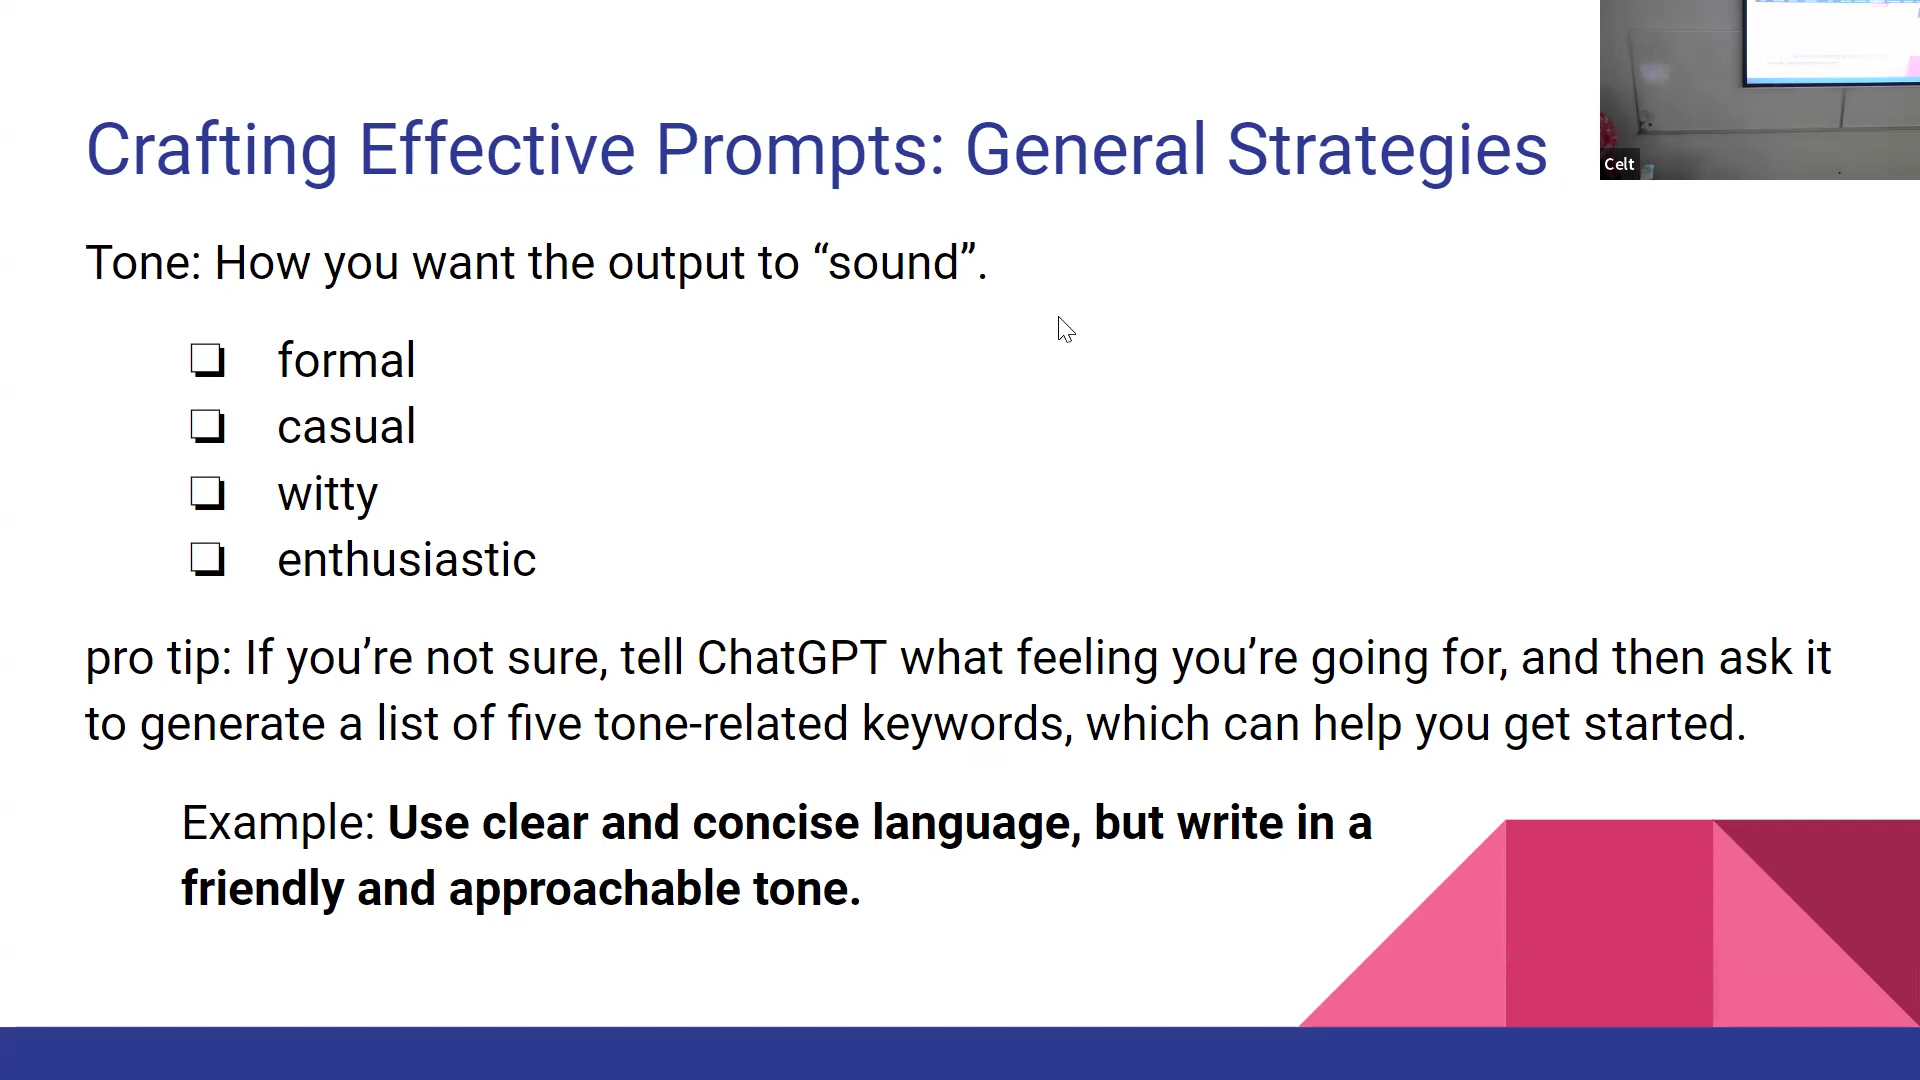 Crafting Effective Prompts: General Strategies
Celt
Tone: How you want the output to “sound”.
❏ formal
❏ casual
❏ witty
❏ enthusiastic
pro tip: If you’re not sure, tell ChatGPT what feeling you’re going for, and then ask it
to generate a list of five tone-related keywords, which can help you get started.
Example: Use clear and concise language, but write in a
friendly and approachable tone.